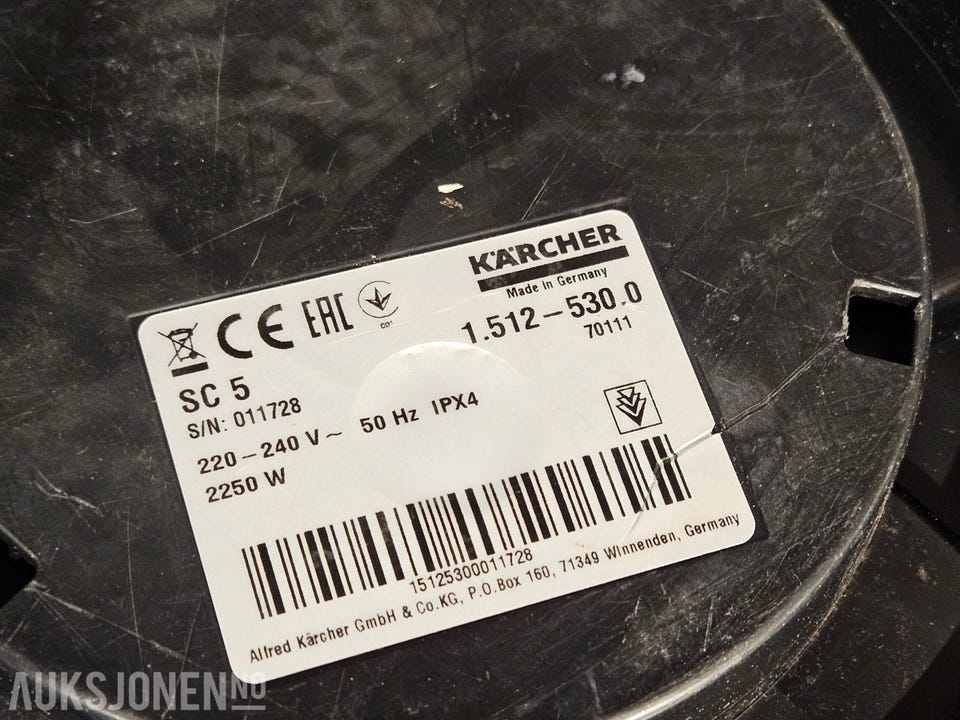 KÄRCHER
Made in Germany
1.512-530.0
70111
CE EAC
SC 5
S/N: 011728
220-240 V~ 50 Hz IPX4
2250 W
15125300011728
Alfred Kärcher GmbH & Co.KG, P.O.Box 160, 71349 Winnenden, Germany
AUKSJONEN NO